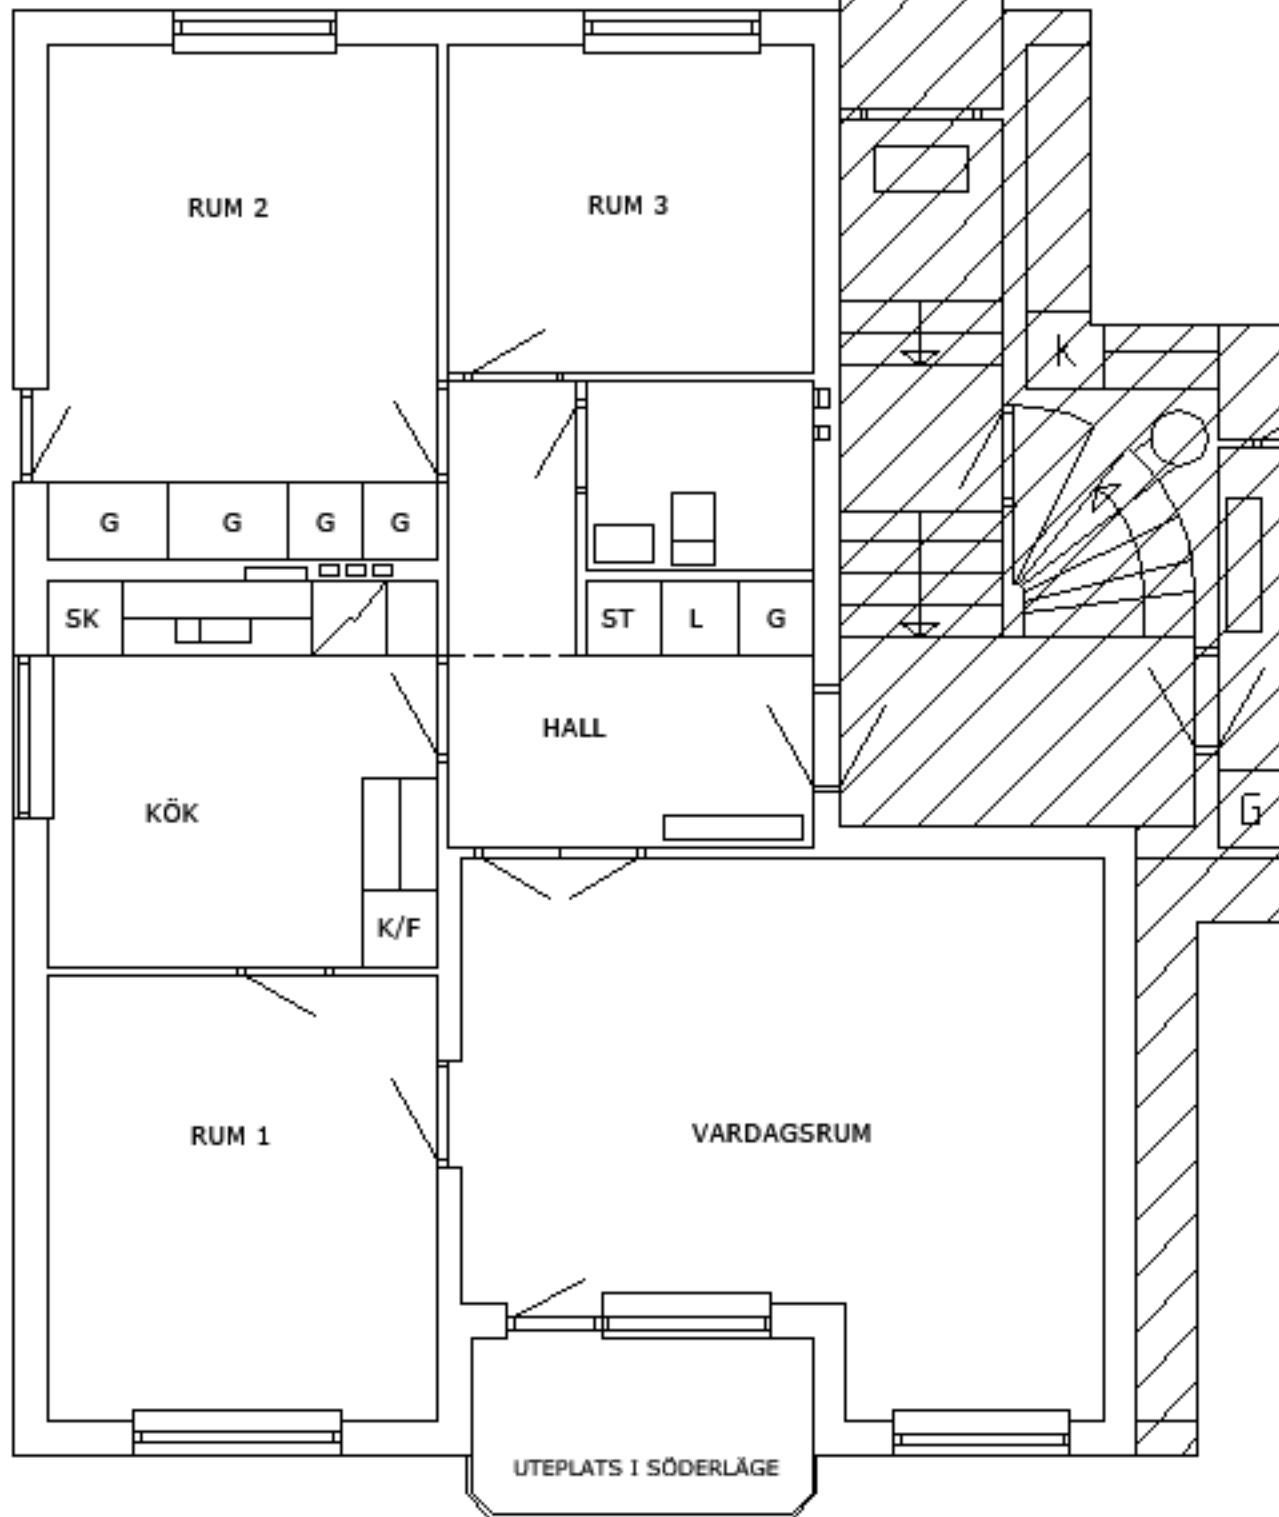 RUM 2
RUM 3
K
G
G
G
G
SK
ST
L
G
HALL
KÖK
G
K/F
RUM 1
VARDAGSRUM
UTEPLATS I SÖDERLÄGE